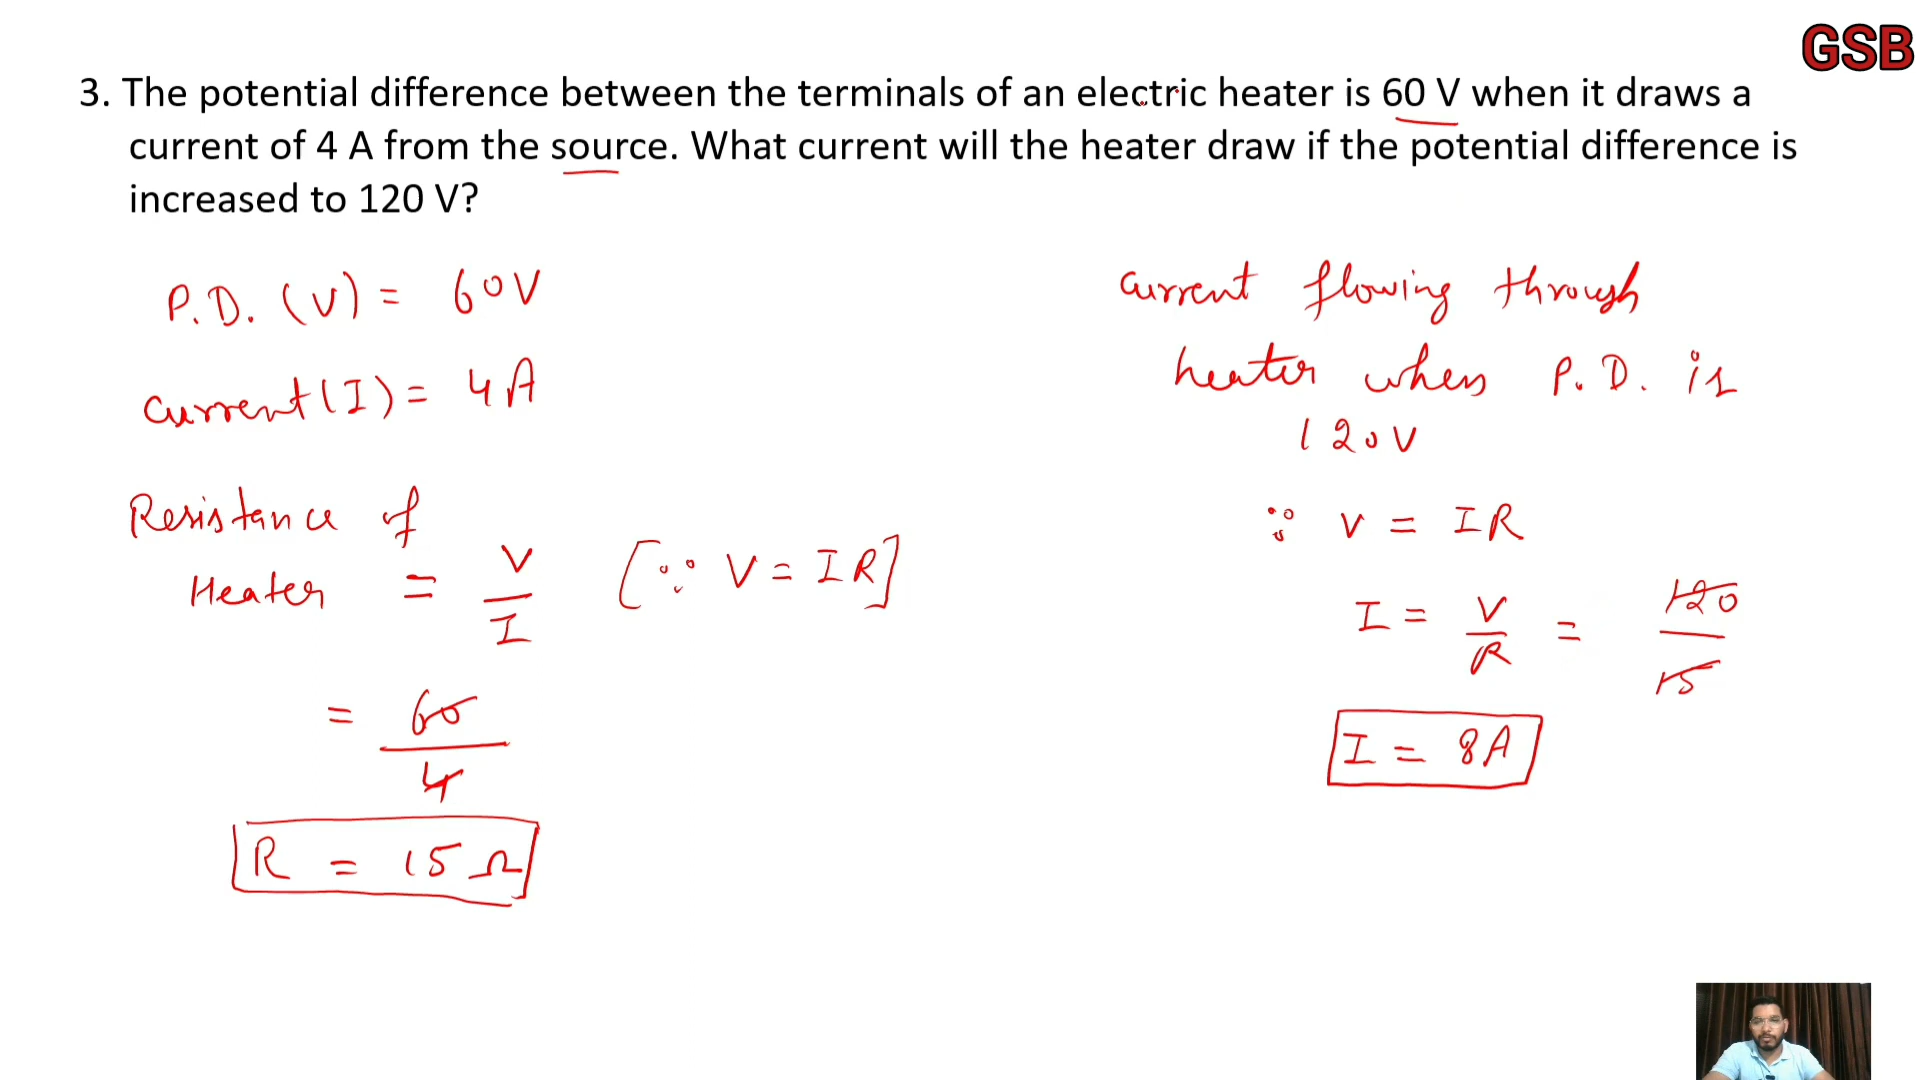 GSB
3. The potential difference between the terminals of an electric heater is 60 V when it draws a
current of 4 A from the source. What current will the heater draw if the potential difference is
increased to 120 V?
P.D. (V) = 60V
Current (I) = 4A
Resistance of
Heater = V/I [∵ V = IR]
= 60/4
R = 15 Ω
Current flowing through
heater when P.D. is
120V
∵ V = IR
I = V/R = 120/15
I = 8A